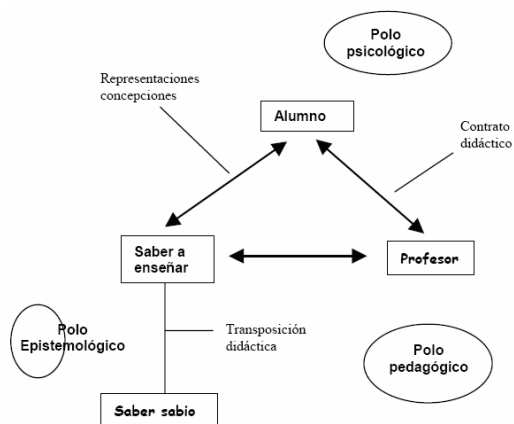 Polo
psicológico
Representaciones
concepciones
Alumno
Contrato
didáctico
Saber a
enseñar
Profesor
Polo
Epistemológico
Transposición
didáctica
Polo
pedagógico
Saber sabio